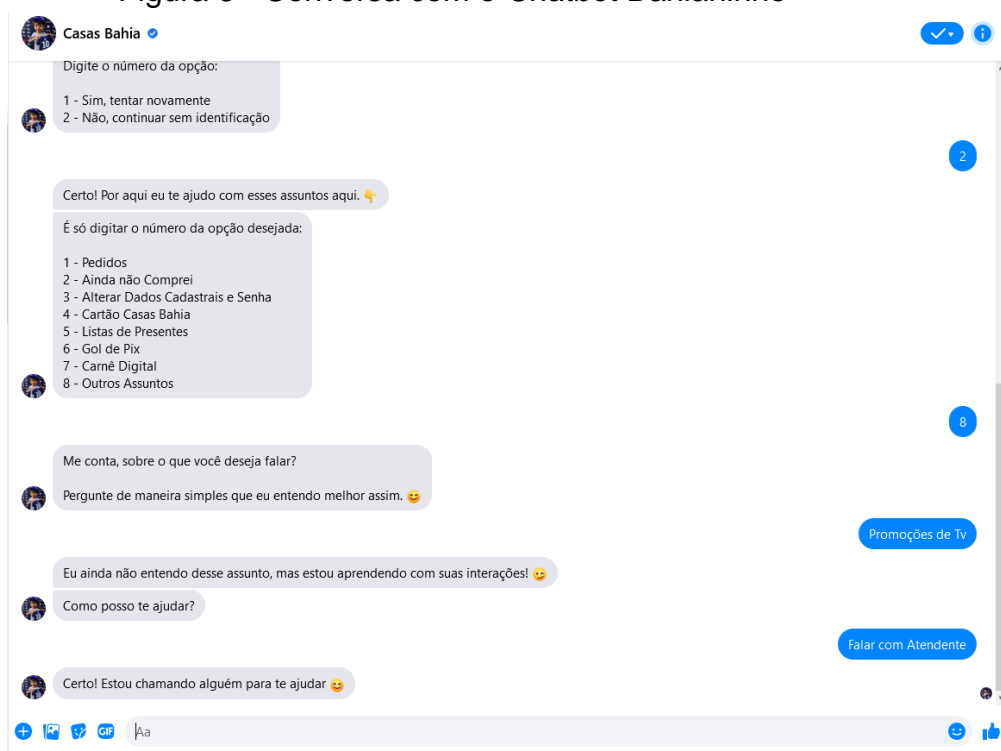 Casas Bahia
Digite o número da opção:
1 - Sim, tentar novamente
2 - Não, continuar sem identificação
2
Certo! Por aqui eu te ajudo com esses assuntos aqui. 👇
É só digitar o número da opção desejada:
1 - Pedidos
2 - Ainda não Comprei
3 - Alterar Dados Cadastrais e Senha
4 - Cartão Casas Bahia
5 - Listas de Presentes
6 - Gol de Pix
7 - Carnê Digital
8 - Outros Assuntos
8
Me conta, sobre o que você deseja falar?
Pergunte de maneira simples que eu entendo melhor assim. 😊
Promoções de Tv
Eu ainda não entendo desse assunto, mas estou aprendendo com suas interações! 😉
Como posso te ajudar?
Falar com Atendente
Certo! Estou chamando alguém para te ajudar 😊
GIF
Aa